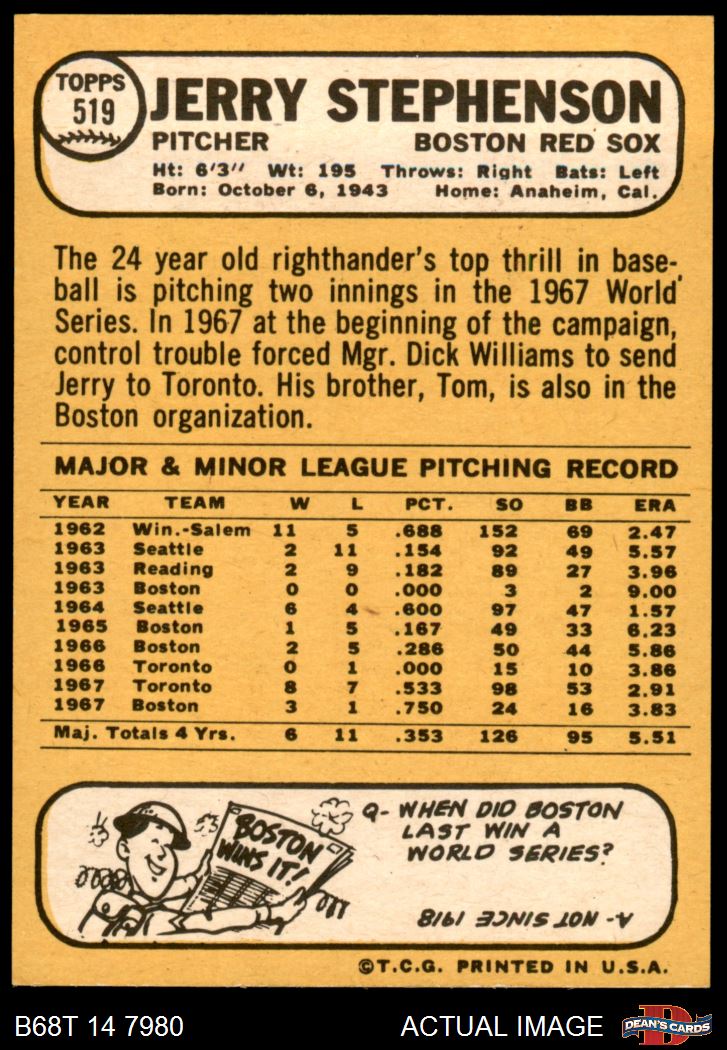 TOPPS
519
JERRY STEPHENSON
PITCHER BOSTON RED SOX
Ht: 6'3" Wt: 195 Throws: Right Bats: Left
Born: October 6, 1943 Home: Anaheim, Cal.
The 24 year old righthander's top thrill in base-
ball is pitching two innings in the 1967 World
Series. In 1967 at the beginning of the campaign,
control trouble forced Mgr. Dick Williams to send
Jerry to Toronto. His brother, Tom, is also in the
Boston organization.
MAJOR & MINOR LEAGUE PITCHING RECORD
YEAR TEAM W L PCT. SO BB ERA
1962 Win.-Salem 11 5 .688 152 69 2.47
1963 Seattle 2 11 .154 92 49 5.57
1963 Reading 2 9 .182 89 27 3.96
1963 Boston 0 0 .000 3 2 9.00
1964 Seattle 6 4 .600 97 47 1.57
1965 Boston 1 5 .167 49 33 6.23
1966 Boston 2 5 .286 50 44 5.86
1966 Toronto 0 1 .000 15 10 3.86
1967 Toronto 8 7 .533 98 53 2.91
1967 Boston 3 1 .750 24 16 3.83
Maj. Totals 4 Yrs. 6 11 .353 126 95 5.51
BOSTON
WINS IT!
Q- WHEN DID BOSTON
LAST WIN A
WORLD SERIES?
A- NOT SINCE 1918
©T.C.G. PRINTED IN U.S.A.
B68T 14 7980 ACTUAL IMAGE
D
DEAN'S CARDS